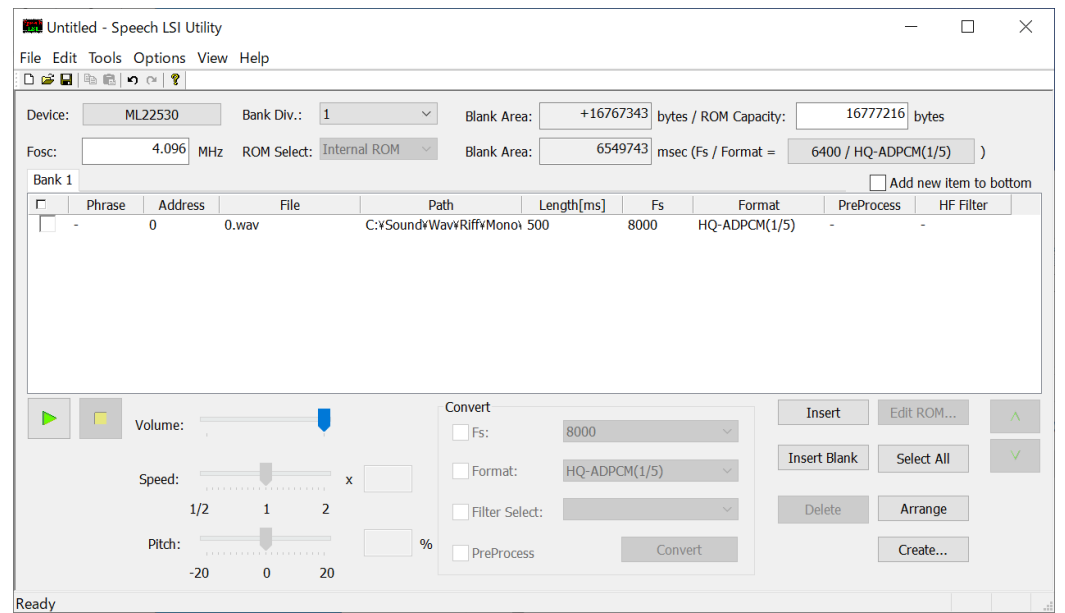 Untitled - Speech LSI Utility
File Edit Tools Options View Help
Device: ML22530 Bank Div.: 1 Blank Area: +16767343 bytes / ROM Capacity: 16777216 bytes
Fosc: 4.096 MHz ROM Select: Internal ROM Blank Area: 6549743 msec (Fs / Format = 6400 / HQ-ADPCM(1/5) )
Bank 1 Add new item to bottom
Phrase Address File Path Length[ms] Fs Format PreProcess HF Filter
- 0 0.wav C:¥Sound¥Wav¥Riff¥Mono¥ 500 8000 HQ-ADPCM(1/5) - -
Volume:
Speed: x
1/2 1 2
Pitch: %
-20 0 20
Convert
Fs: 8000
Format: HQ-ADPCM(1/5)
Filter Select:
PreProcess Convert
Insert Edit ROM...
Insert Blank Select All
Delete Arrange
Create...
Ready